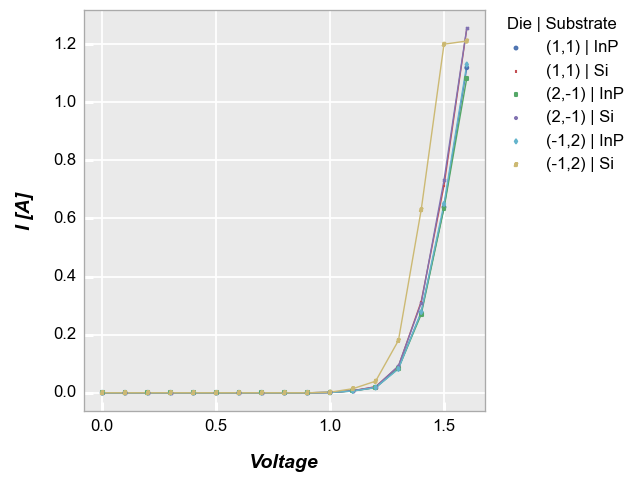 Die | Substrate
(1,1) | InP
(1,1) | Si
(2,-1) | InP
(2,-1) | Si
(-1,2) | InP
(-1,2) | Si
1.2
1.0
0.8
0.6
0.4
0.2
0.0
I [A]
0.0 0.5 1.0 1.5
Voltage